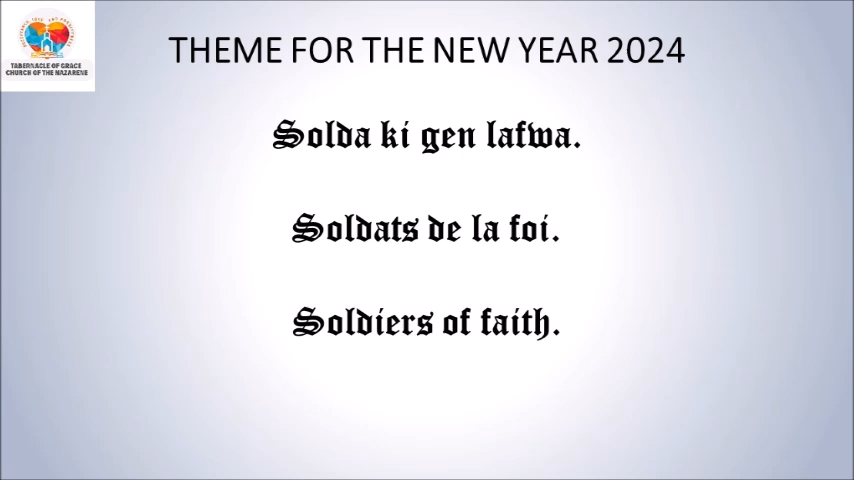 TABERNACLE OF GRACE
CHURCH OF THE NAZARENE
THEME FOR THE NEW YEAR 2024
Solda ki gen lafwa.
Soldats de la foi.
Soldiers of faith.